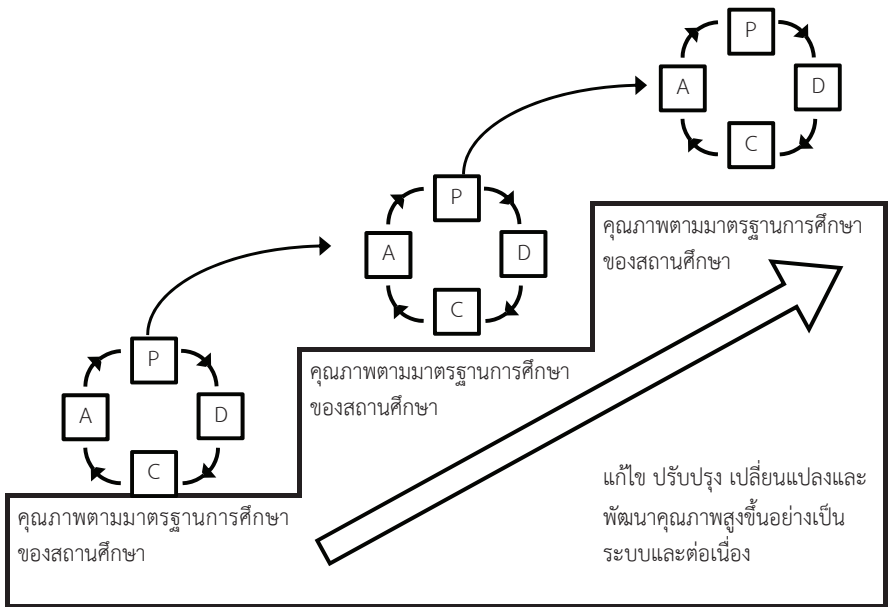 P
A
D
C
P
A
D
C
คุณภาพตามมาตรฐานการศึกษา
ของสถานศึกษา
P
A
D
C
คุณภาพตามมาตรฐานการศึกษา
ของสถานศึกษา
คุณภาพตามมาตรฐานการศึกษา
ของสถานศึกษา
แก้ไข ปรับปรุง เปลี่ยนแปลงและ
พัฒนาคุณภาพสูงขึ้นอย่างเป็น
ระบบและต่อเนื่อง